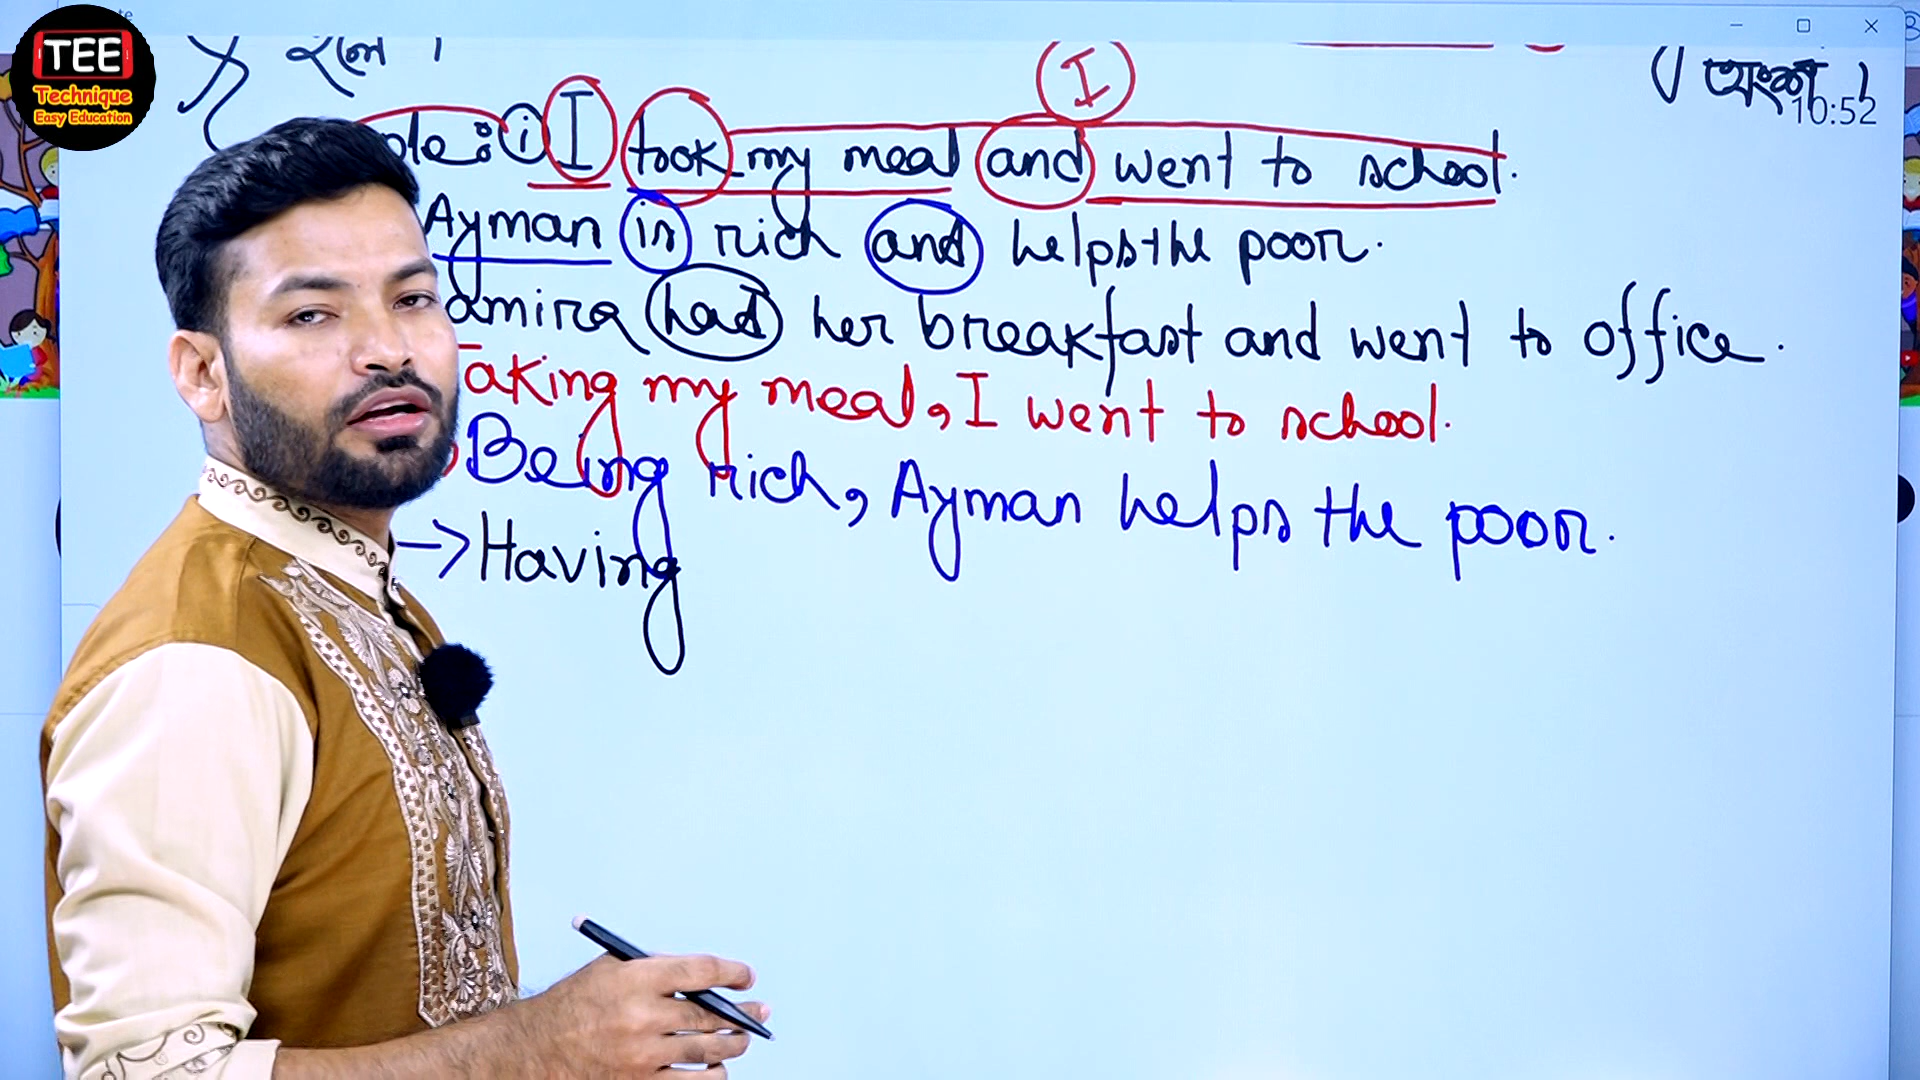 TEE
Technique
Easy Education
হলে ।
I
অংশ ।
10:52
ple: i I took my meal and went to school.
Ayman is rich and helps the poor.
amira had her breakfast and went to office.
Taking my meal, I went to school.
Being rich, Ayman helps the poor.
→ Having